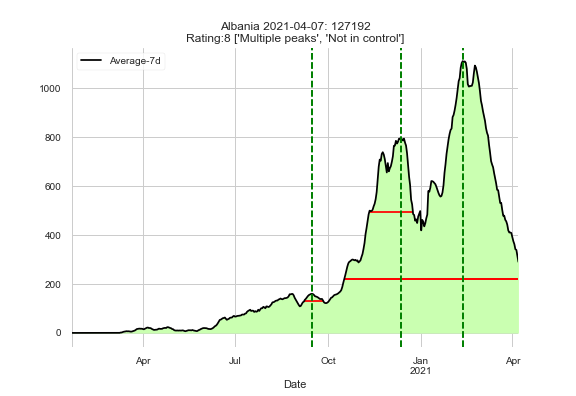 Albania 2021-04-07: 127192
Rating:8 ['Multiple peaks', 'Not in control']
Average-7d
1000
800
600
400
200
0
Apr
Jul
Oct
Jan
2021
Apr
Date